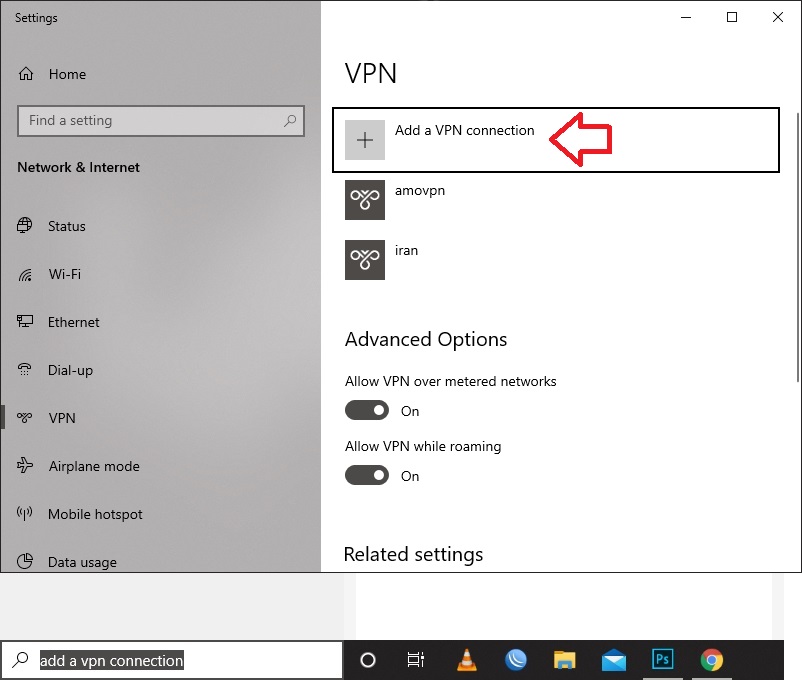 Settings
Home
Find a setting
Network & Internet
Status
Wi-Fi
Ethernet
Dial-up
VPN
Airplane mode
Mobile hotspot
Data usage
VPN
Add a VPN connection
amovpn
iran
Advanced Options
Allow VPN over metered networks
On
Allow VPN while roaming
On
Related settings
add a vpn connection
Ps